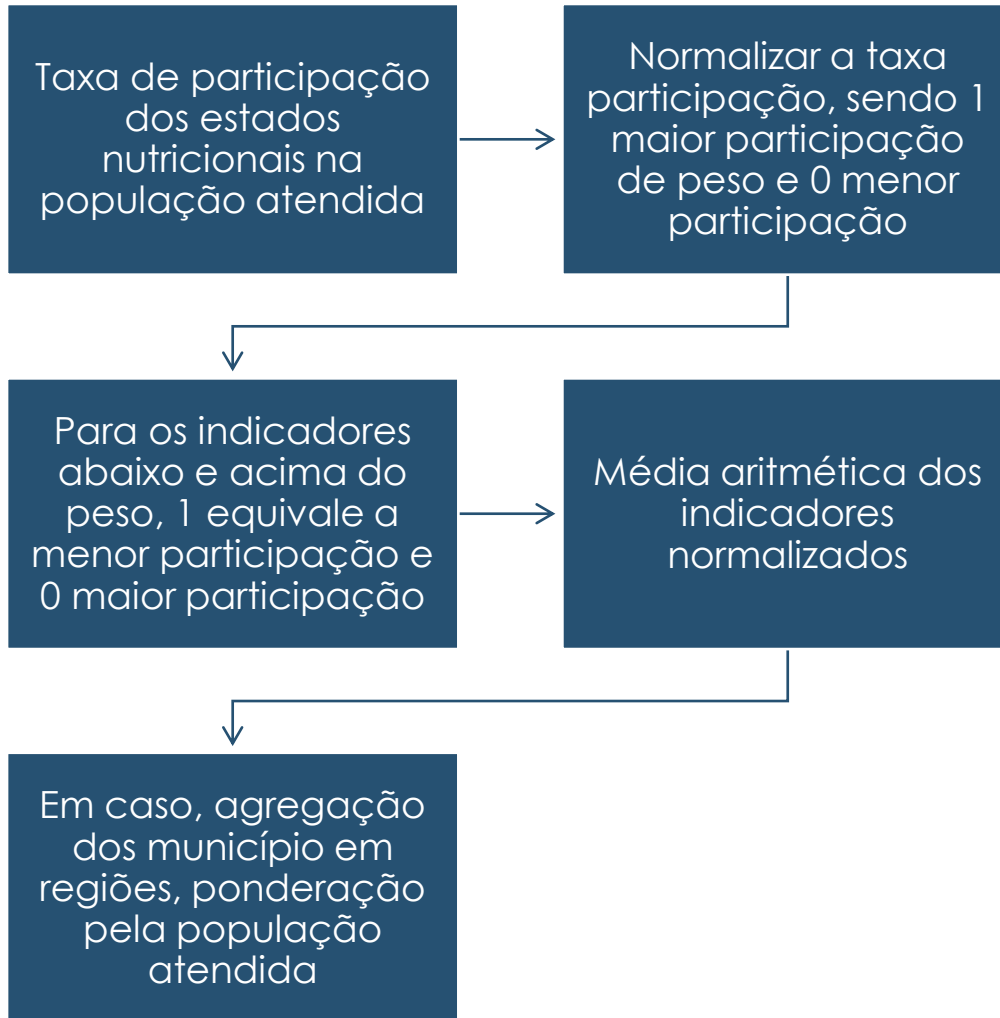 Taxa de participação
dos estados
nutricionais na
população atendida
Normalizar a taxa
participação, sendo 1
maior participação
de peso e 0 menor
participação
Para os indicadores
abaixo e acima do
peso, 1 equivale a
menor participação e
0 maior participação
Média aritmética dos
indicadores
normalizados
Em caso, agregação
dos município em
regiões, ponderação
pela população
atendida